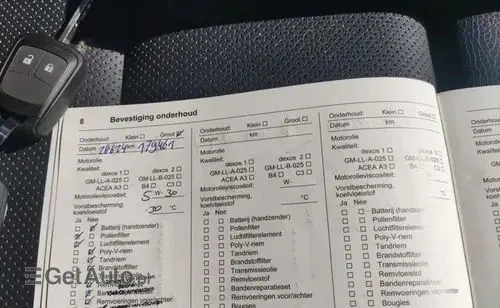 8 Bevestiging onderhoud
Onderhoud: Klein □ Groot ☑
Datum 28624 km 179461
Motorolie
Kwaliteit:
dexos 1 □ dexos 2 □
GM-LL-A-025 □ GM-LL-B-025 □
ACEA A3 □ B4 □ C3 □
Motorolieviscositeit: 5 W- 30
Vorstbescherming,
koelvloeistof -30 °C
Ja Nee
Batterij (handzender)
Pollenfilter
Luchtfilterelement
Poly-V-riem
Tandriem
Brandstoffilter
Transmissieolie
Remvloeistof
Onderhoud: Klein □ Groot □
Datum km
Motorolie
Kwaliteit:
dexos 1 □ dexos 2 □
GM-LL-A-025 □ GM-LL-B-025 □
ACEA A3 □ B4 □ C3 □
Motorolieviscositeit: W-
Vorstbescherming,
koelvloeistof °C
Ja Nee
□ □ Batterij (handzender)
□ □ Pollenfilter
□ □ Luchtfilterelement
□ □ Poly-V-riem
□ □ Tandriem
□ □ Brandstoffilter
□ □ Transmissieolie
□ □ Remvloeistof
□ □ Bandenreparatieset
□ □ Remvoeringen voor/achter
□ □ Bougies
Onderhoud: Klein □ Groot □
Datum km
Motorolie
Kwaliteit:
dexos 1 □ dexos 2 □
GM-LL-A-025 □ GM-LL-B-025 □
ACEA A3 □ B4 □ C3 □
Motorolieviscositeit: W-
Vorstbescherming,
koelvloeistof °C
Ja Nee
□ □ Batterij (handzender)
□ □ Pollenfilter
□ □ Luchtfilterelement
□ □ Poly-V-riem
□ □ Tandriem
□ □ Brandstoffilter
□ □ Transmissieolie
□ □ Remvloeistof
□ □ Bandenreparatieset
□ □ Remvoeringen voor/achter
□ □ Bougies
GetAuto